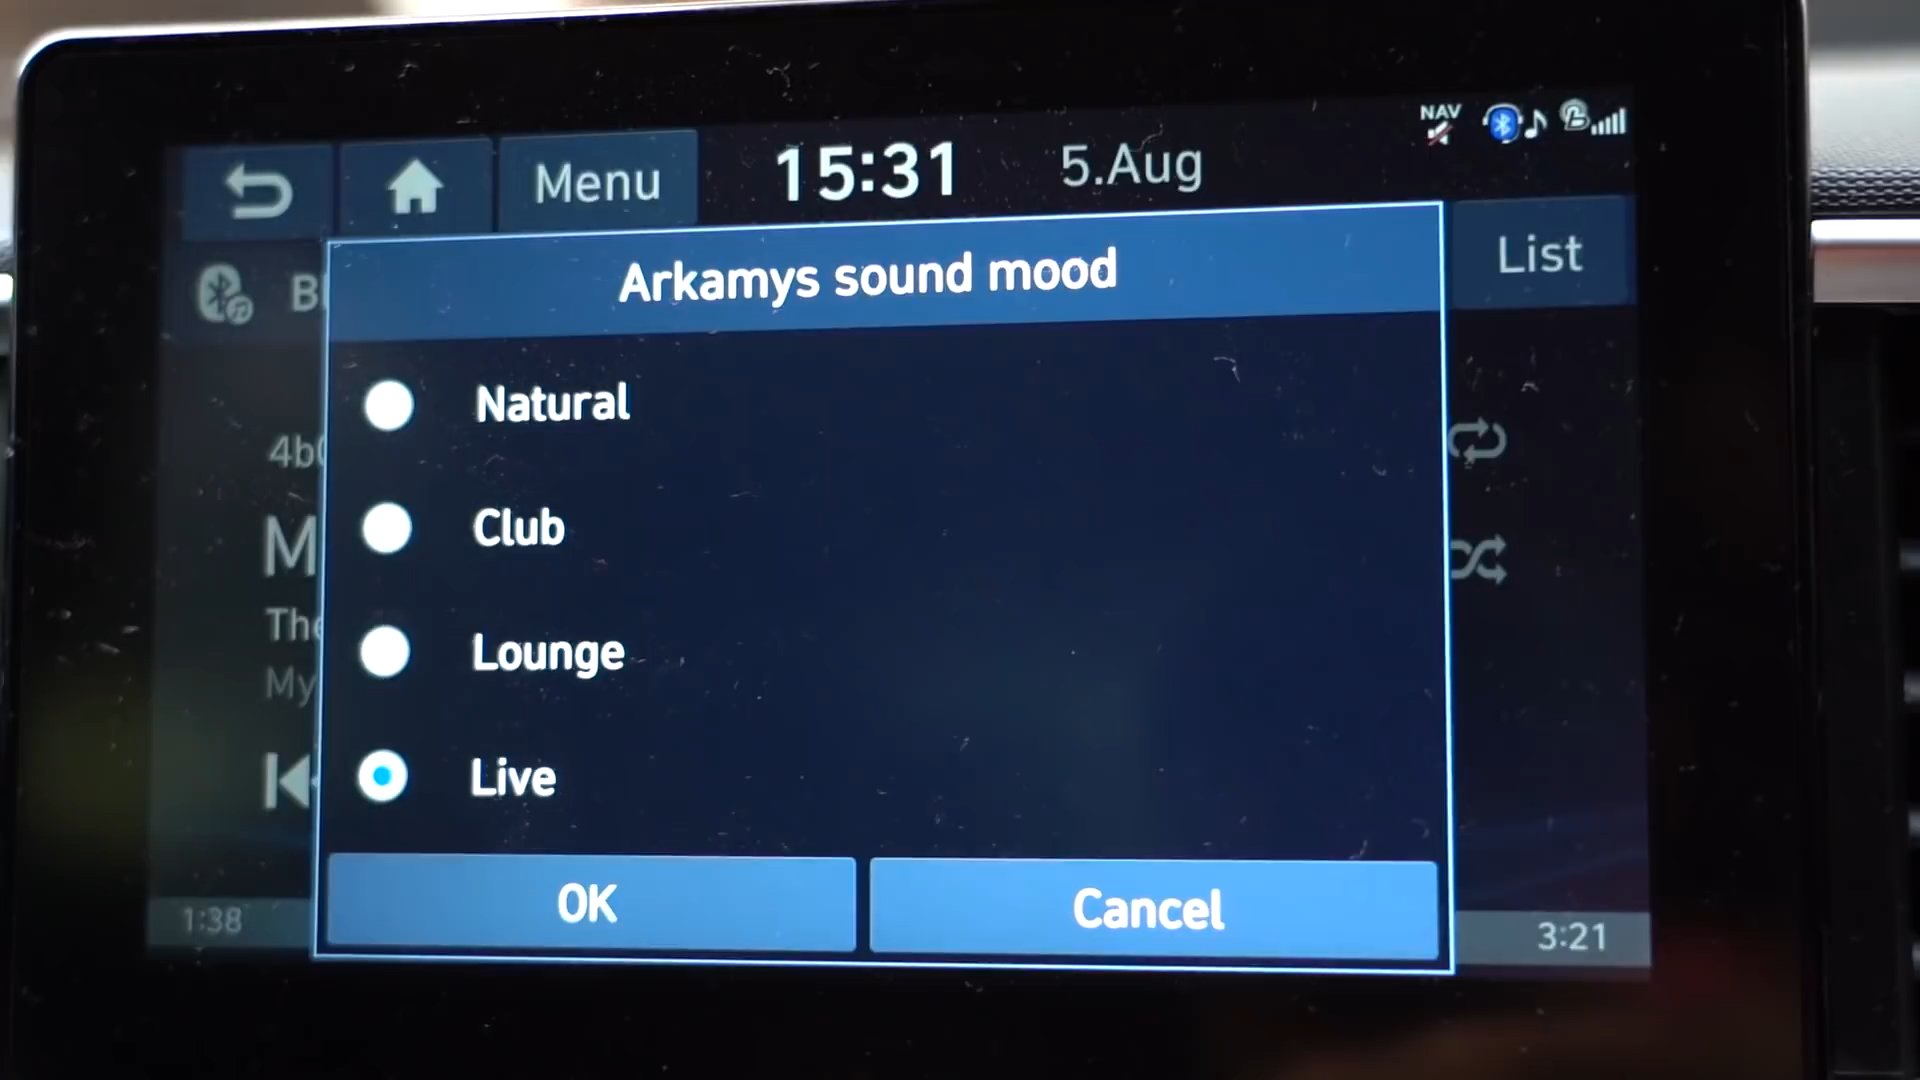 NAV
Menu
15:31
5.Aug
Arkamys sound mood
List
Natural
Club
Lounge
Live
OK
Cancel
1:38
3:21